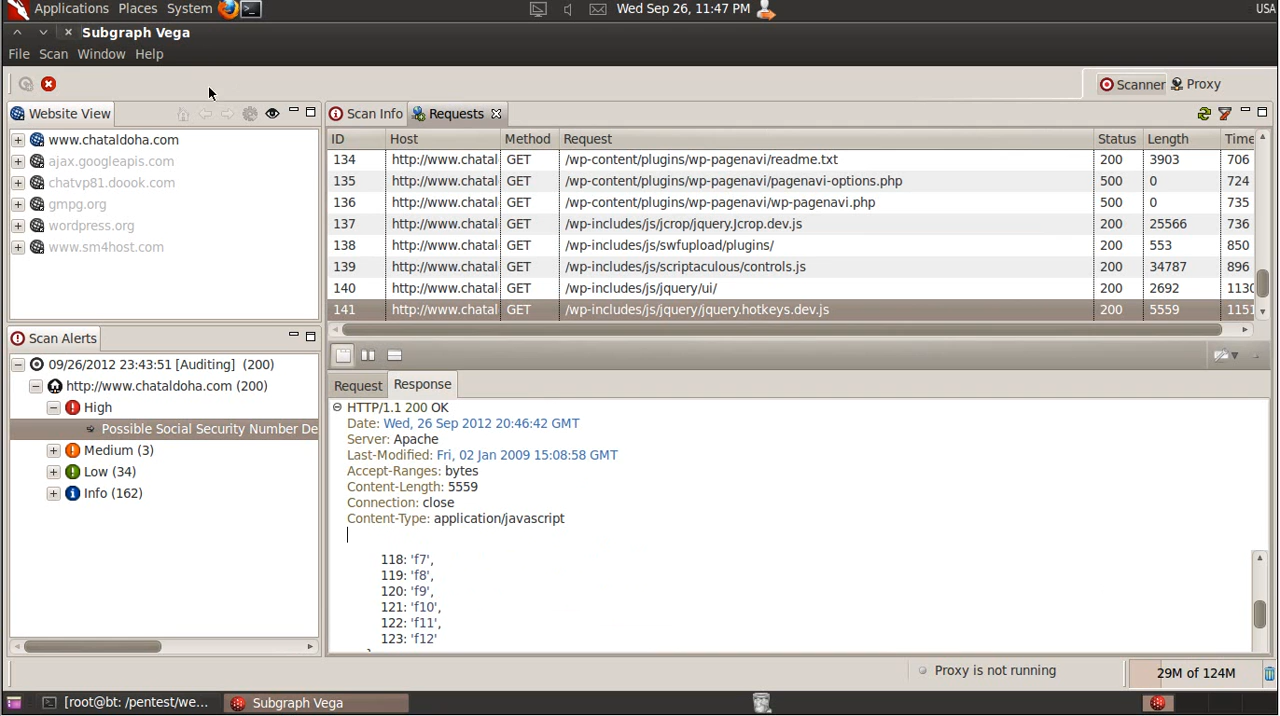 Applications Places System Wed Sep 26, 11:47 PM USA
Subgraph Vega
File Scan Window Help
Scanner Proxy
Website View
www.chataldoha.com
ajax.googleapis.com
chatvp81.doook.com
gmpg.org
wordpress.org
www.sm4host.com
Scan Info Requests
ID Host Method Request Status Length Time
134 http://www.chatal GET /wp-content/plugins/wp-pagenavi/readme.txt 200 3903 706
135 http://www.chatal GET /wp-content/plugins/wp-pagenavi/pagenavi-options.php 500 0 724
136 http://www.chatal GET /wp-content/plugins/wp-pagenavi/wp-pagenavi.php 500 0 735
137 http://www.chatal GET /wp-includes/js/jcrop/jquery.Jcrop.dev.js 200 25566 736
138 http://www.chatal GET /wp-includes/js/swfupload/plugins/ 200 553 850
139 http://www.chatal GET /wp-includes/js/scriptaculous/controls.js 200 34787 896
140 http://www.chatal GET /wp-includes/js/jquery/ui/ 200 2692 1130
141 http://www.chatal GET /wp-includes/js/jquery/jquery.hotkeys.dev.js 200 5559 1151
Scan Alerts
09/26/2012 23:43:51 [Auditing] (200)
http://www.chataldoha.com (200)
High
Possible Social Security Number De
Medium (3)
Low (34)
Info (162)
Request Response
HTTP/1.1 200 OK
Date: Wed, 26 Sep 2012 20:46:42 GMT
Server: Apache
Last-Modified: Fri, 02 Jan 2009 15:08:58 GMT
Accept-Ranges: bytes
Content-Length: 5559
Connection: close
Content-Type: application/javascript
118: 'f7',
119: 'f8',
120: 'f9',
121: 'f10',
122: 'f11',
123: 'f12'
Proxy is not running 29M of 124M
[root@bt: /pentest/we... Subgraph Vega